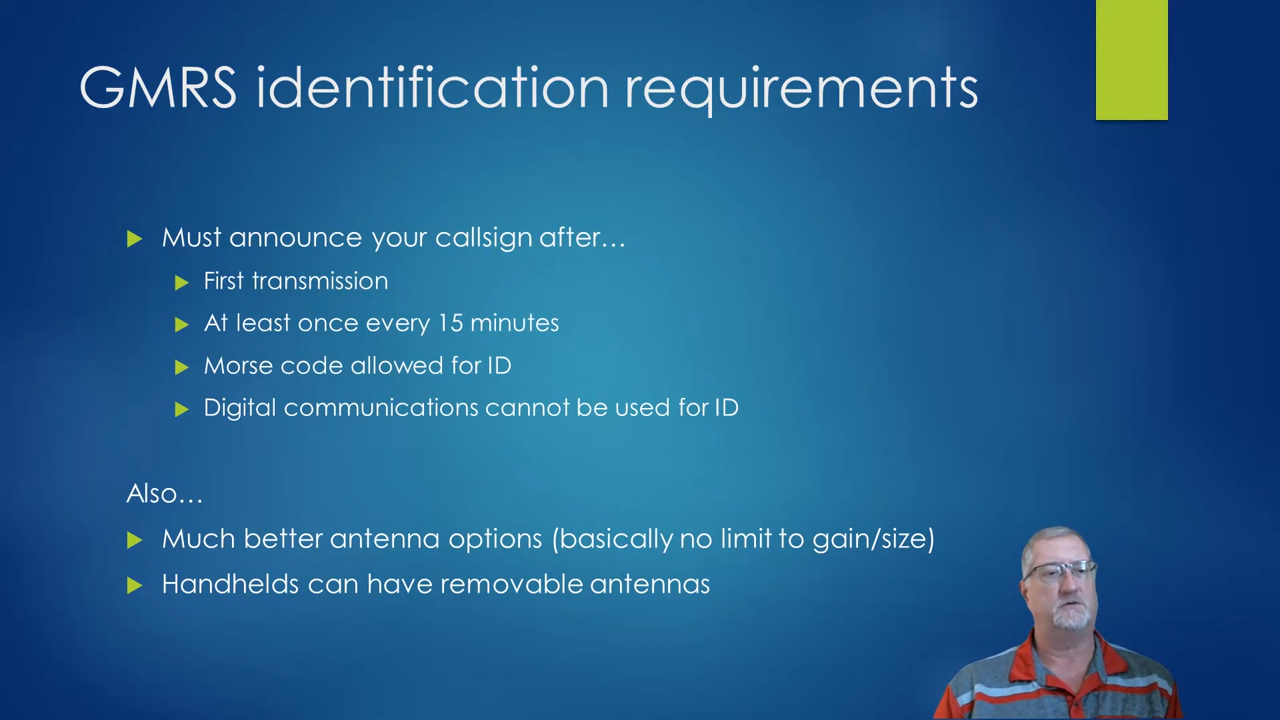 GMRS identification requirements
Must announce your callsign after…
First transmission
At least once every 15 minutes
Morse code allowed for ID
Digital communications cannot be used for ID
Also…
Much better antenna options (basically no limit to gain/size)
Handhelds can have removable antennas